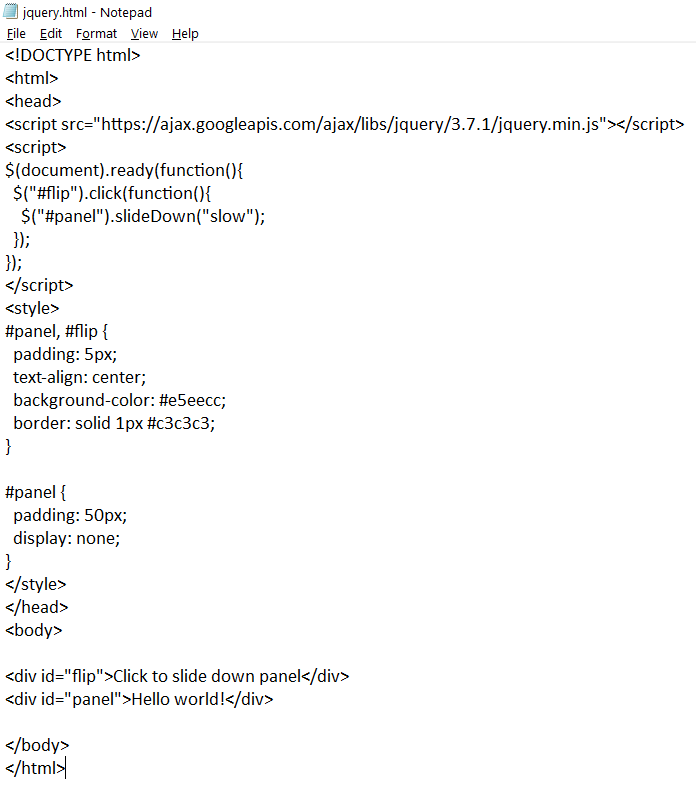 jquery.html - Notepad
File Edit Format View Help
<!DOCTYPE html>
<html>
<head>
<script src="https://ajax.googleapis.com/ajax/libs/jquery/3.7.1/jquery.min.js"></script>
<script>
$(document).ready(function(){
  $("#flip").click(function(){
    $("#panel").slideDown("slow");
  });
});
</script>
<style>
#panel, #flip {
  padding: 5px;
  text-align: center;
  background-color: #e5eecc;
  border: solid 1px #c3c3c3;
}

#panel {
  padding: 50px;
  display: none;
}
</style>
</head>
<body>

<div id="flip">Click to slide down panel</div>
<div id="panel">Hello world!</div>

</body>
</html>